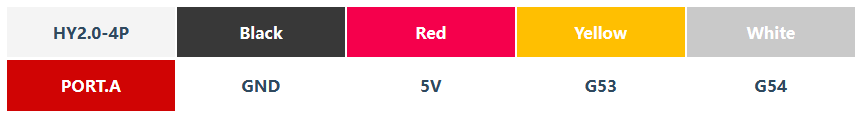 HY2.0-4P Black Red Yellow White
PORT.A GND 5V G53 G54